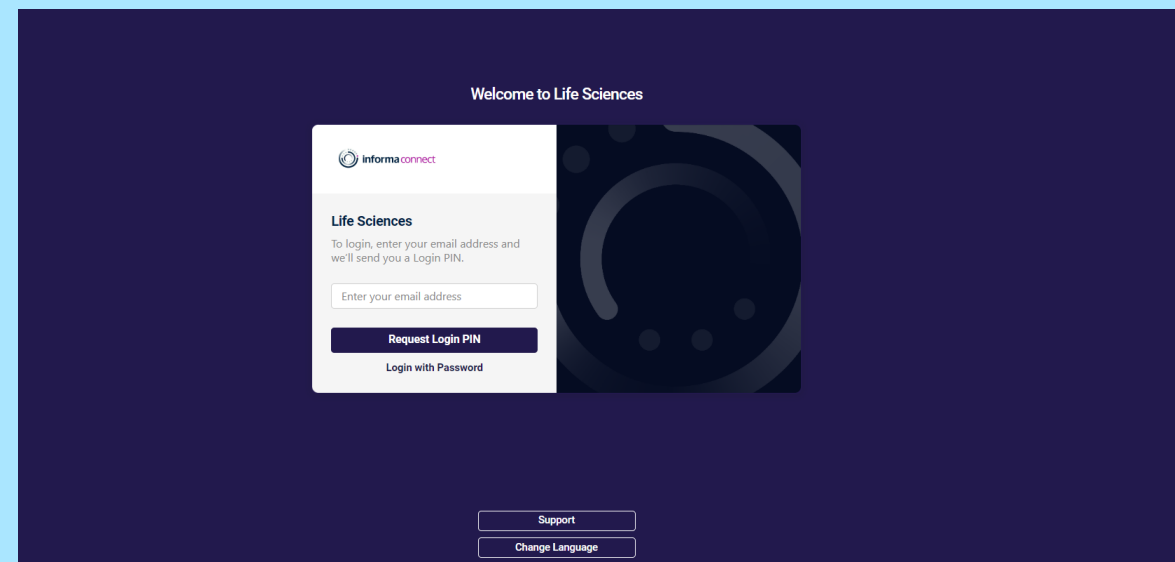 Welcome to Life Sciences
informa connect
Life Sciences
To login, enter your email address and
we'll send you a Login PIN.
Enter your email address
Request Login PIN
Login with Password
Support
Change Language